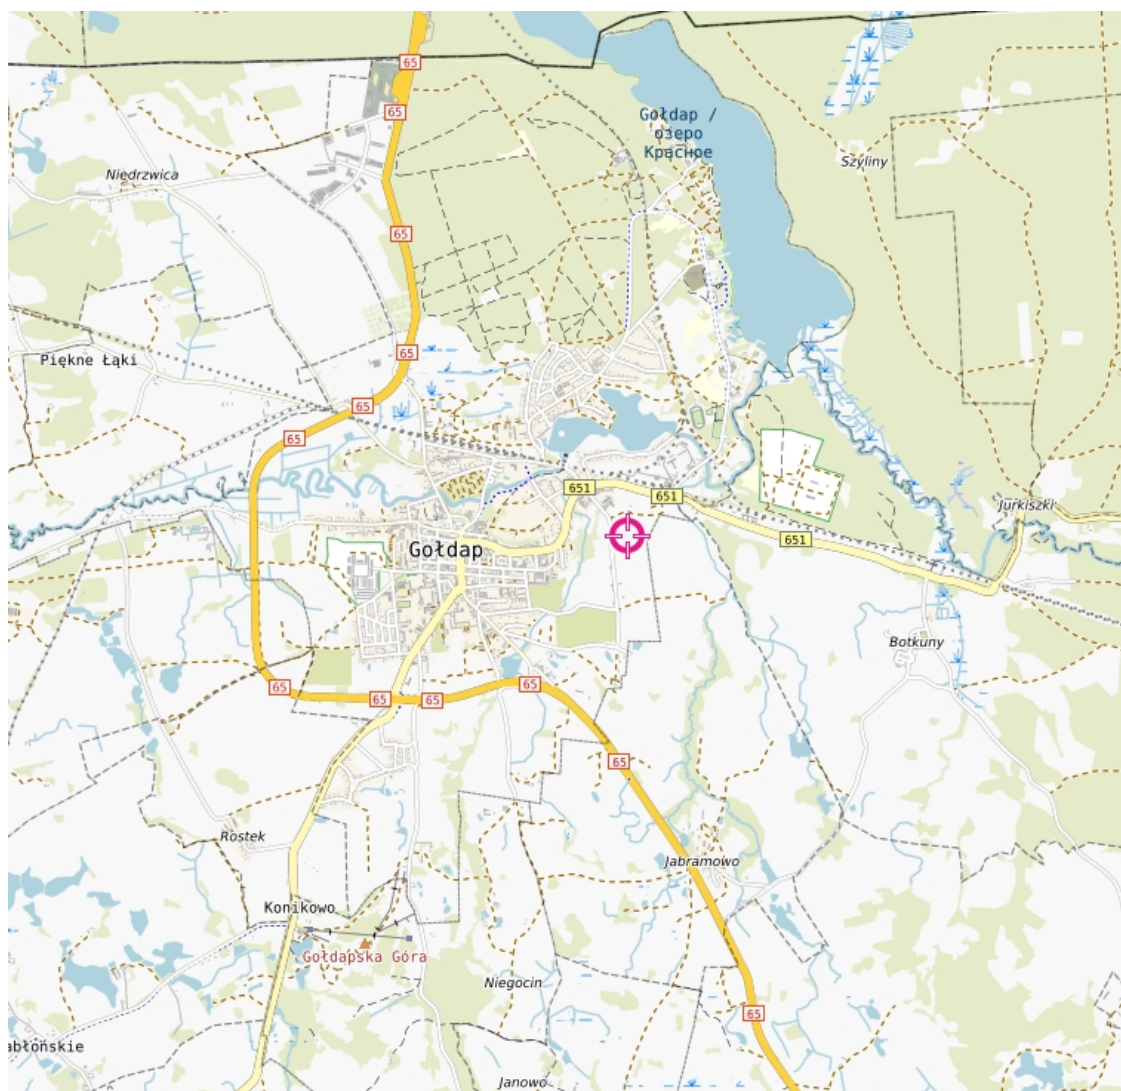 65
65
Gołdap /
озеро
Красное
Szyliny
Niedrzwica
65
Piękne Łąki
65
65
65
651
651
Jurkiszki
651
Gołdap
Botkuny
65
65
65
65
65
Rostek
Jabramowo
Konikowo
Gołdapska Góra
Niegocin
65
abłońskie
Janowo